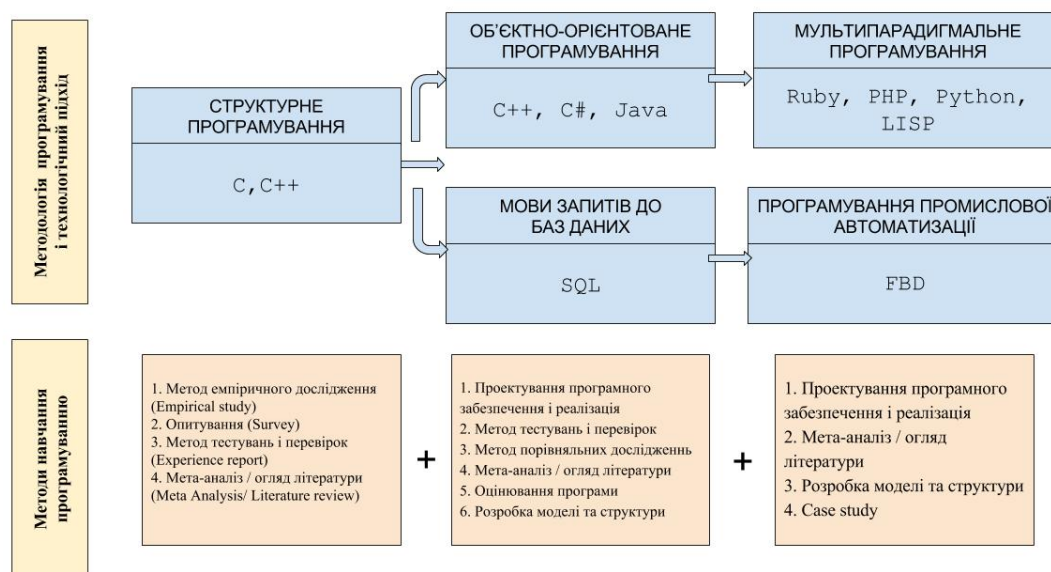 Методологія програмування
і технологічний підхід
СТРУКТУРНЕ
ПРОГРАМУВАННЯ
C,C++
ОБ’ЄКТНО-ОРІЄНТОВАНЕ
ПРОГРАМУВАННЯ
C++, C#, Java
МУЛЬТИПАРАДИГМАЛЬНЕ
ПРОГРАМУВАННЯ
Ruby, PHP, Python,
LISP
МОВИ ЗАПИТІВ ДО
БАЗ ДАНИХ
SQL
ПРОГРАМУВАННЯ ПРОМИСЛОВОЇ
АВТОМАТИЗАЦІЇ
FBD
Методи навчання
програмуванню
1. Метод емпіричного дослідження
(Empirical study)
2. Опитування (Survey)
3. Метод тестувань і перевірок
(Experience report)
4. Мета-аналіз / огляд літератури
(Meta Analysis/ Literature review)
+
1. Проектування програмного
забезпечення і реалізація
2. Метод тестувань і перевірок
3. Метод порівняльних дослідженнь
4. Мета-аналіз / огляд літератури
5. Оцінювання програми
6. Розробка моделі та структури
+
1. Проектування програмного
забезпечення і реалізація
2. Мета-аналіз / огляд
літератури
3. Розробка моделі та структури
4. Case study